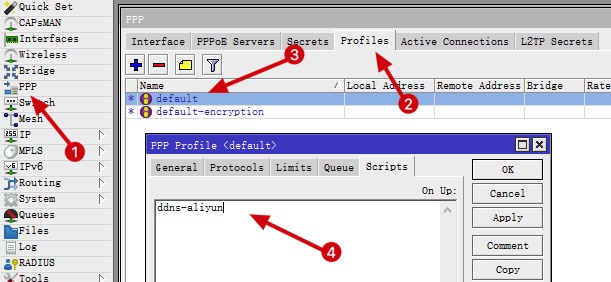 Quick Set
CAPsMAN
Interfaces
Wireless
Bridge
PPP
Switch
Mesh
IP
MPLS
IPv6
Routing
System
Queues
Files
Log
RADIUS
Tools
1
PPP
Interface PPPoE Servers Secrets Profiles Active Connections L2TP Secrets
3
2
Name / Local Address Remote Address Bridge Rate
* default
* default-encryption
PPP Profile <default>
General Protocols Limits Queue Scripts
On Up:
ddns-aliyun
4
OK
Cancel
Apply
Comment
Copy